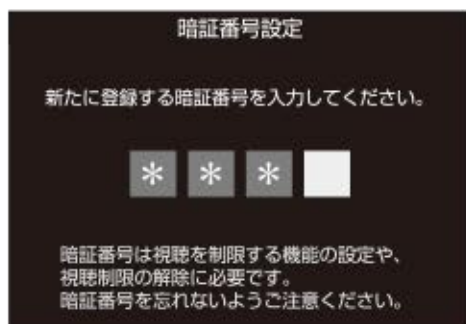 暗証番号設定
新たに登録する暗証番号を入力してください。
* * *
暗証番号は視聴を制限する機能の設定や、
視聴制限の解除に必要です。
暗証番号を忘れないようご注意ください。